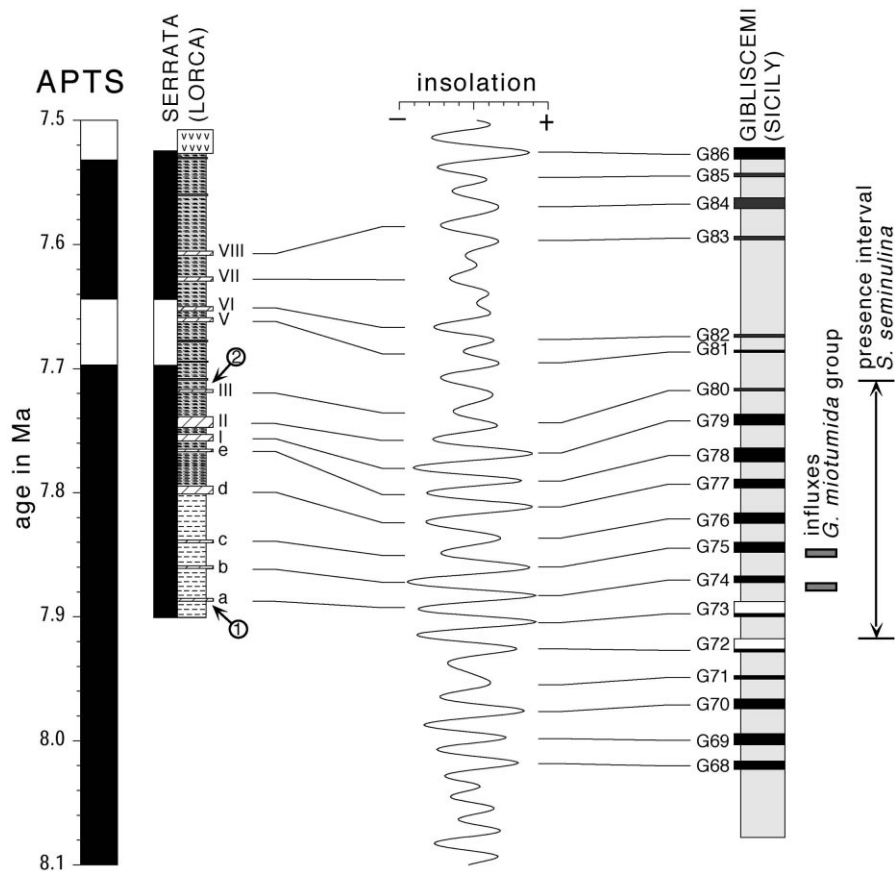 APTS
SERRATA
(LORCA)
insolation
–
+
GIBLISCEMI
(SICILY)
age in Ma
7.5
7.6
7.7
7.8
7.9
8.0
8.1
vvvv
vvvv
VIII
VII
VI
V
②
III
II
I
e
d
c
b
a
①
G86
G85
G84
G83
G82
G81
G80
G79
G78
G77
G76
G75
G74
G73
G72
G71
G70
G69
G68
influxes
G. miotumida group
presence interval
S. seminulina